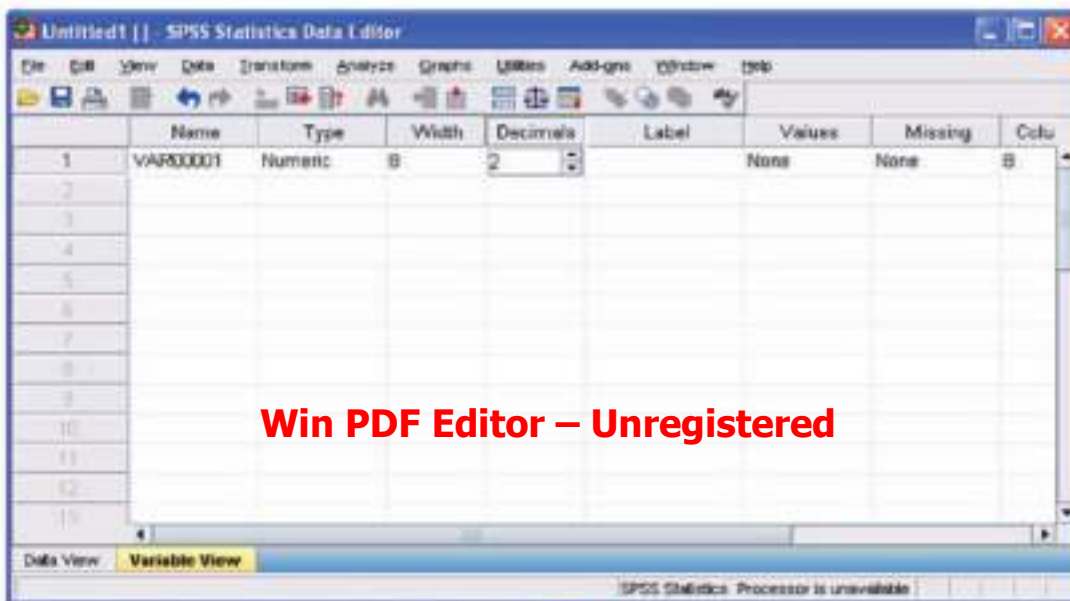 Untitled1 [] - SPSS Statistics Data Editor
File Edit View Data Transform Analyze Graphs Utilities Add-ons Window Help
Name Type Width Decimals Label Values Missing Colu
1 VAR00001 Numeric 8 2 None None 8
2
3
4
5
6
7
8
9
10
11
12
13
Win PDF Editor – Unregistered
Data View Variable View
SPSS Statistics Processor is unavailable